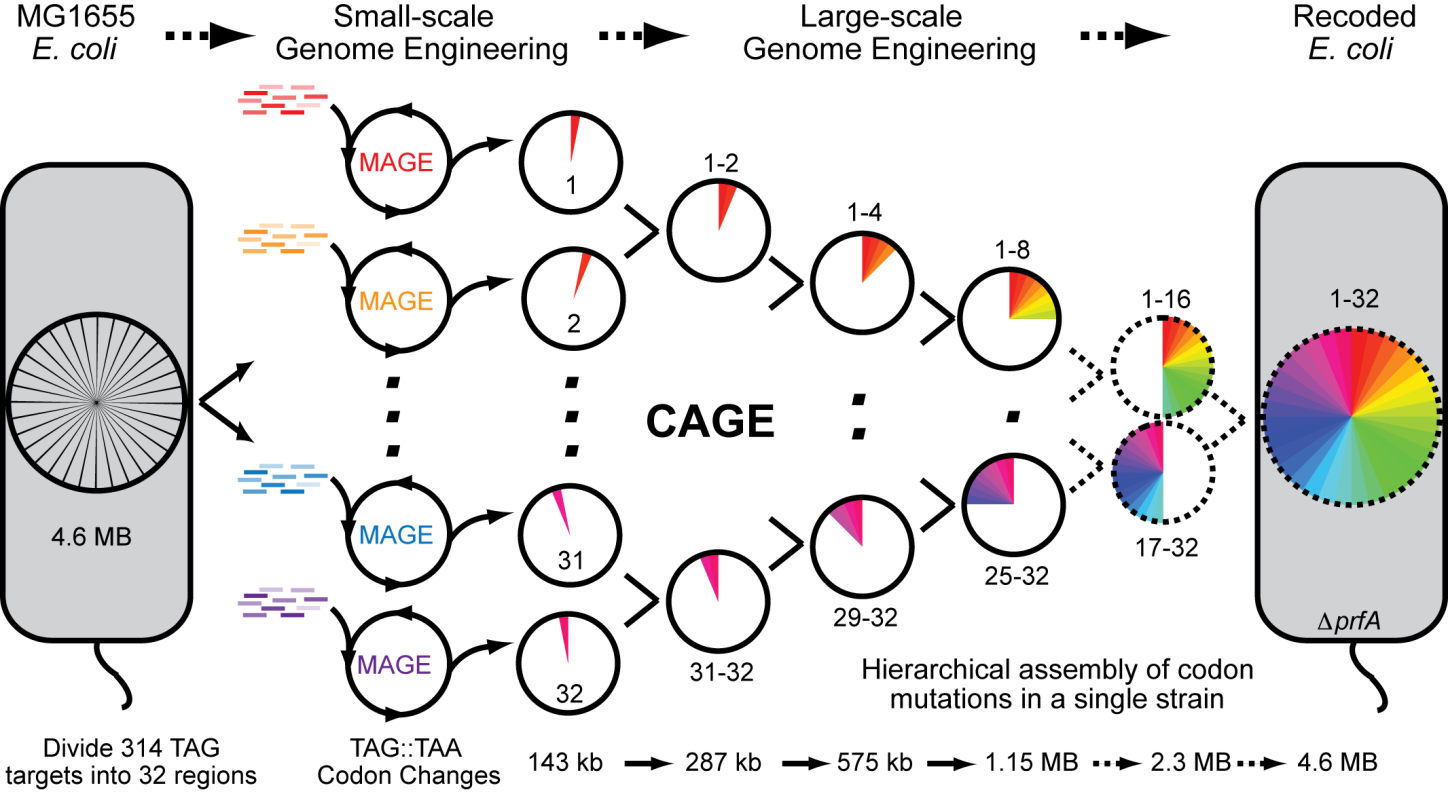 MG1655
E. coli
Small-scale
Genome Engineering
Large-scale
Genome Engineering
Recoded
E. coli
MAGE
1
1-2
1-4
1-8
1-16
1-32
MAGE
2
CAGE
4.6 MB
MAGE
31
31-32
29-32
25-32
17-32
MAGE
32
ΔprfA
Hierarchical assembly of codon
mutations in a single strain
Divide 314 TAG
targets into 32 regions
TAG::TAA
Codon Changes
143 kb
287 kb
575 kb
1.15 MB
2.3 MB
4.6 MB